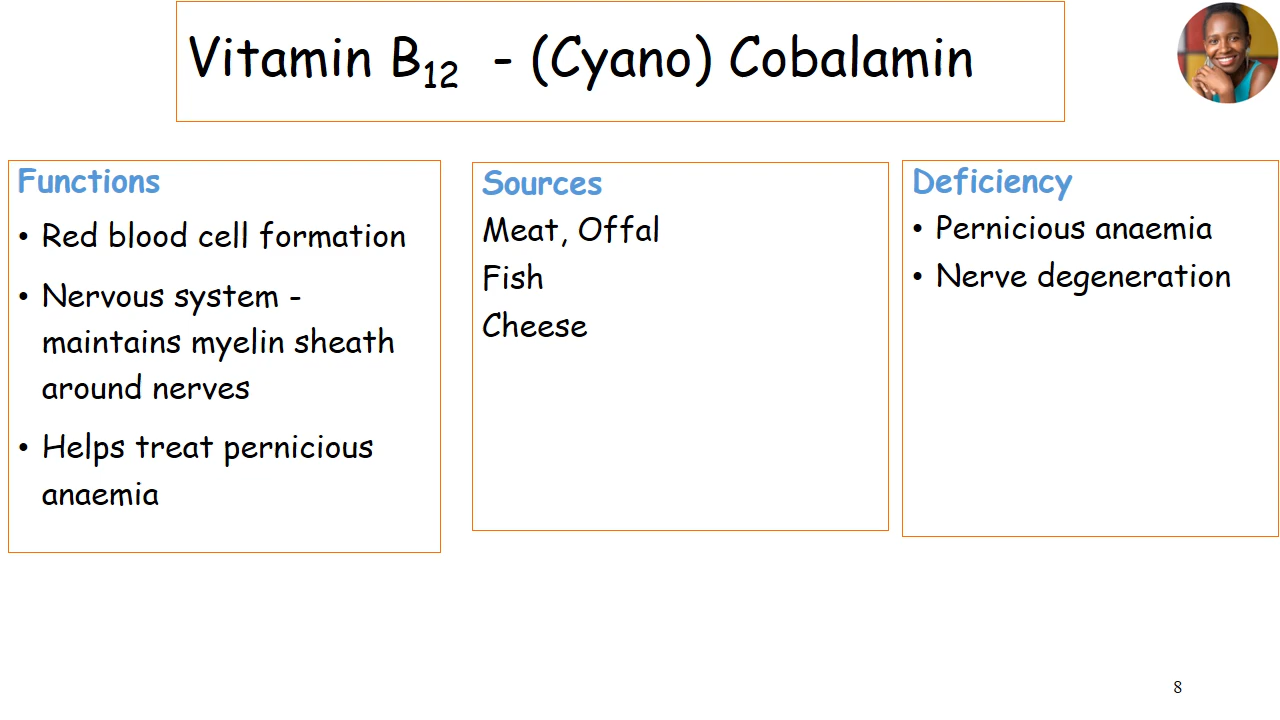 Vitamin B12 - (Cyano) Cobalamin
Functions
• Red blood cell formation
• Nervous system -
maintains myelin sheath
around nerves
• Helps treat pernicious
anaemia
Sources
Meat, Offal
Fish
Cheese
Deficiency
• Pernicious anaemia
• Nerve degeneration
8